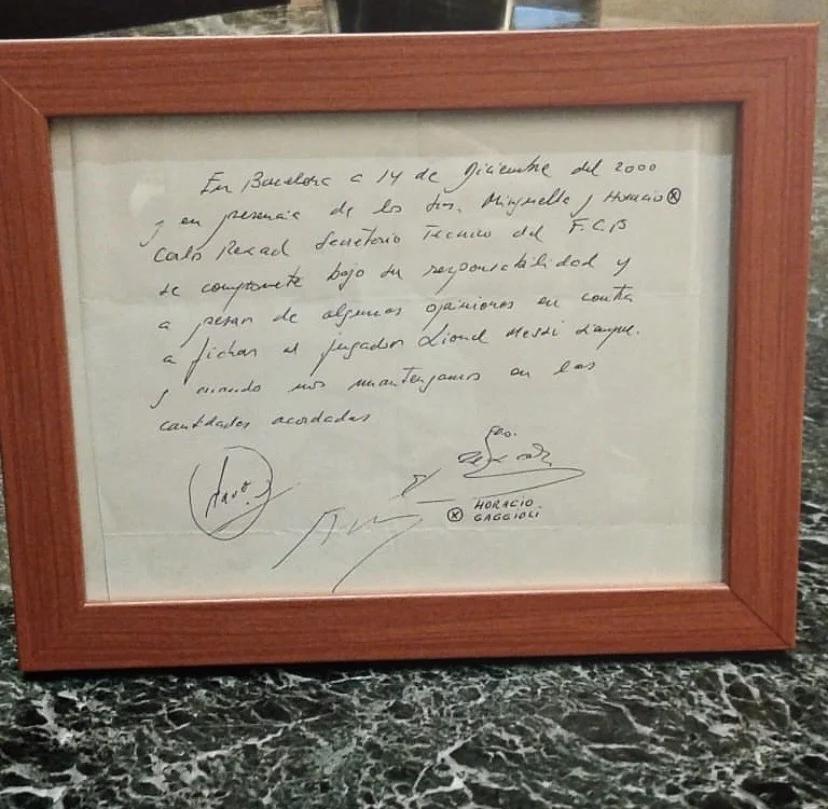 En Barcelona a 14 de Diciembre del 2000
y en presencia de los Srs. Minguella y Horacio ⓧ
Carlos Rexach Secretario Tecnico del F.C.B
se compromete bajo su responsabilidad y
a pesar de algunas opiniones en contra
a fichar al jugador Lionel Messi siempre
y cuando nos mantengamos en las
cantidades acordadas
ⓧ HORACIO
GAGGIOLI